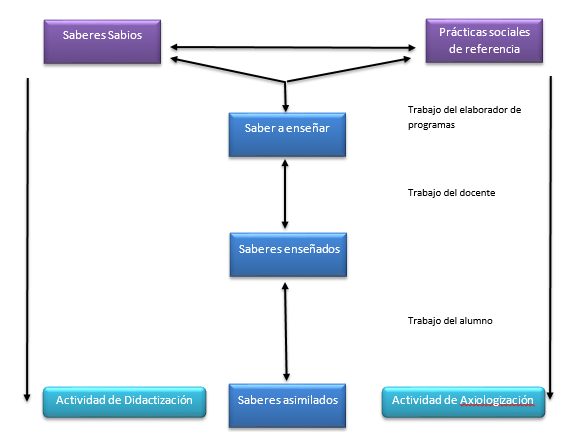 Saberes Sabios
Prácticas sociales
de referencia
Trabajo del elaborador de
programas
Saber a enseñar
Trabajo del docente
Saberes enseñados
Trabajo del alumno
Actividad de Didactización
Saberes asimilados
Actividad de Axiologización